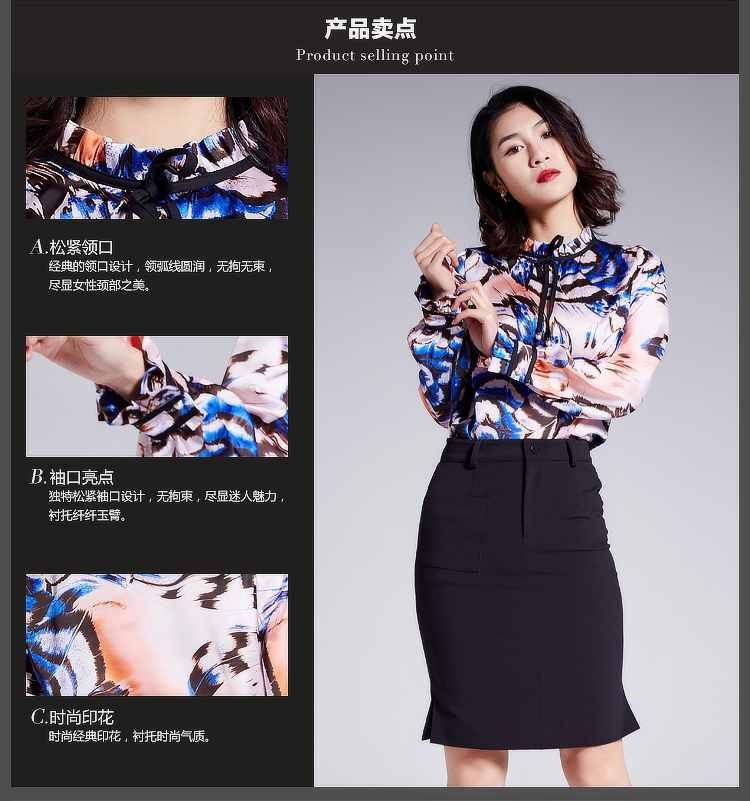 产品卖点
Product selling point
A.松紧领口
经典的领口设计，领弧线圆润，无拘无束，
尽显女性颈部之美。
B.袖口亮点
独特松紧袖口设计，无拘束，尽显迷人魅力，
衬托纤纤玉臂。
C.时尚印花
时尚经典印花，衬托时尚气质。